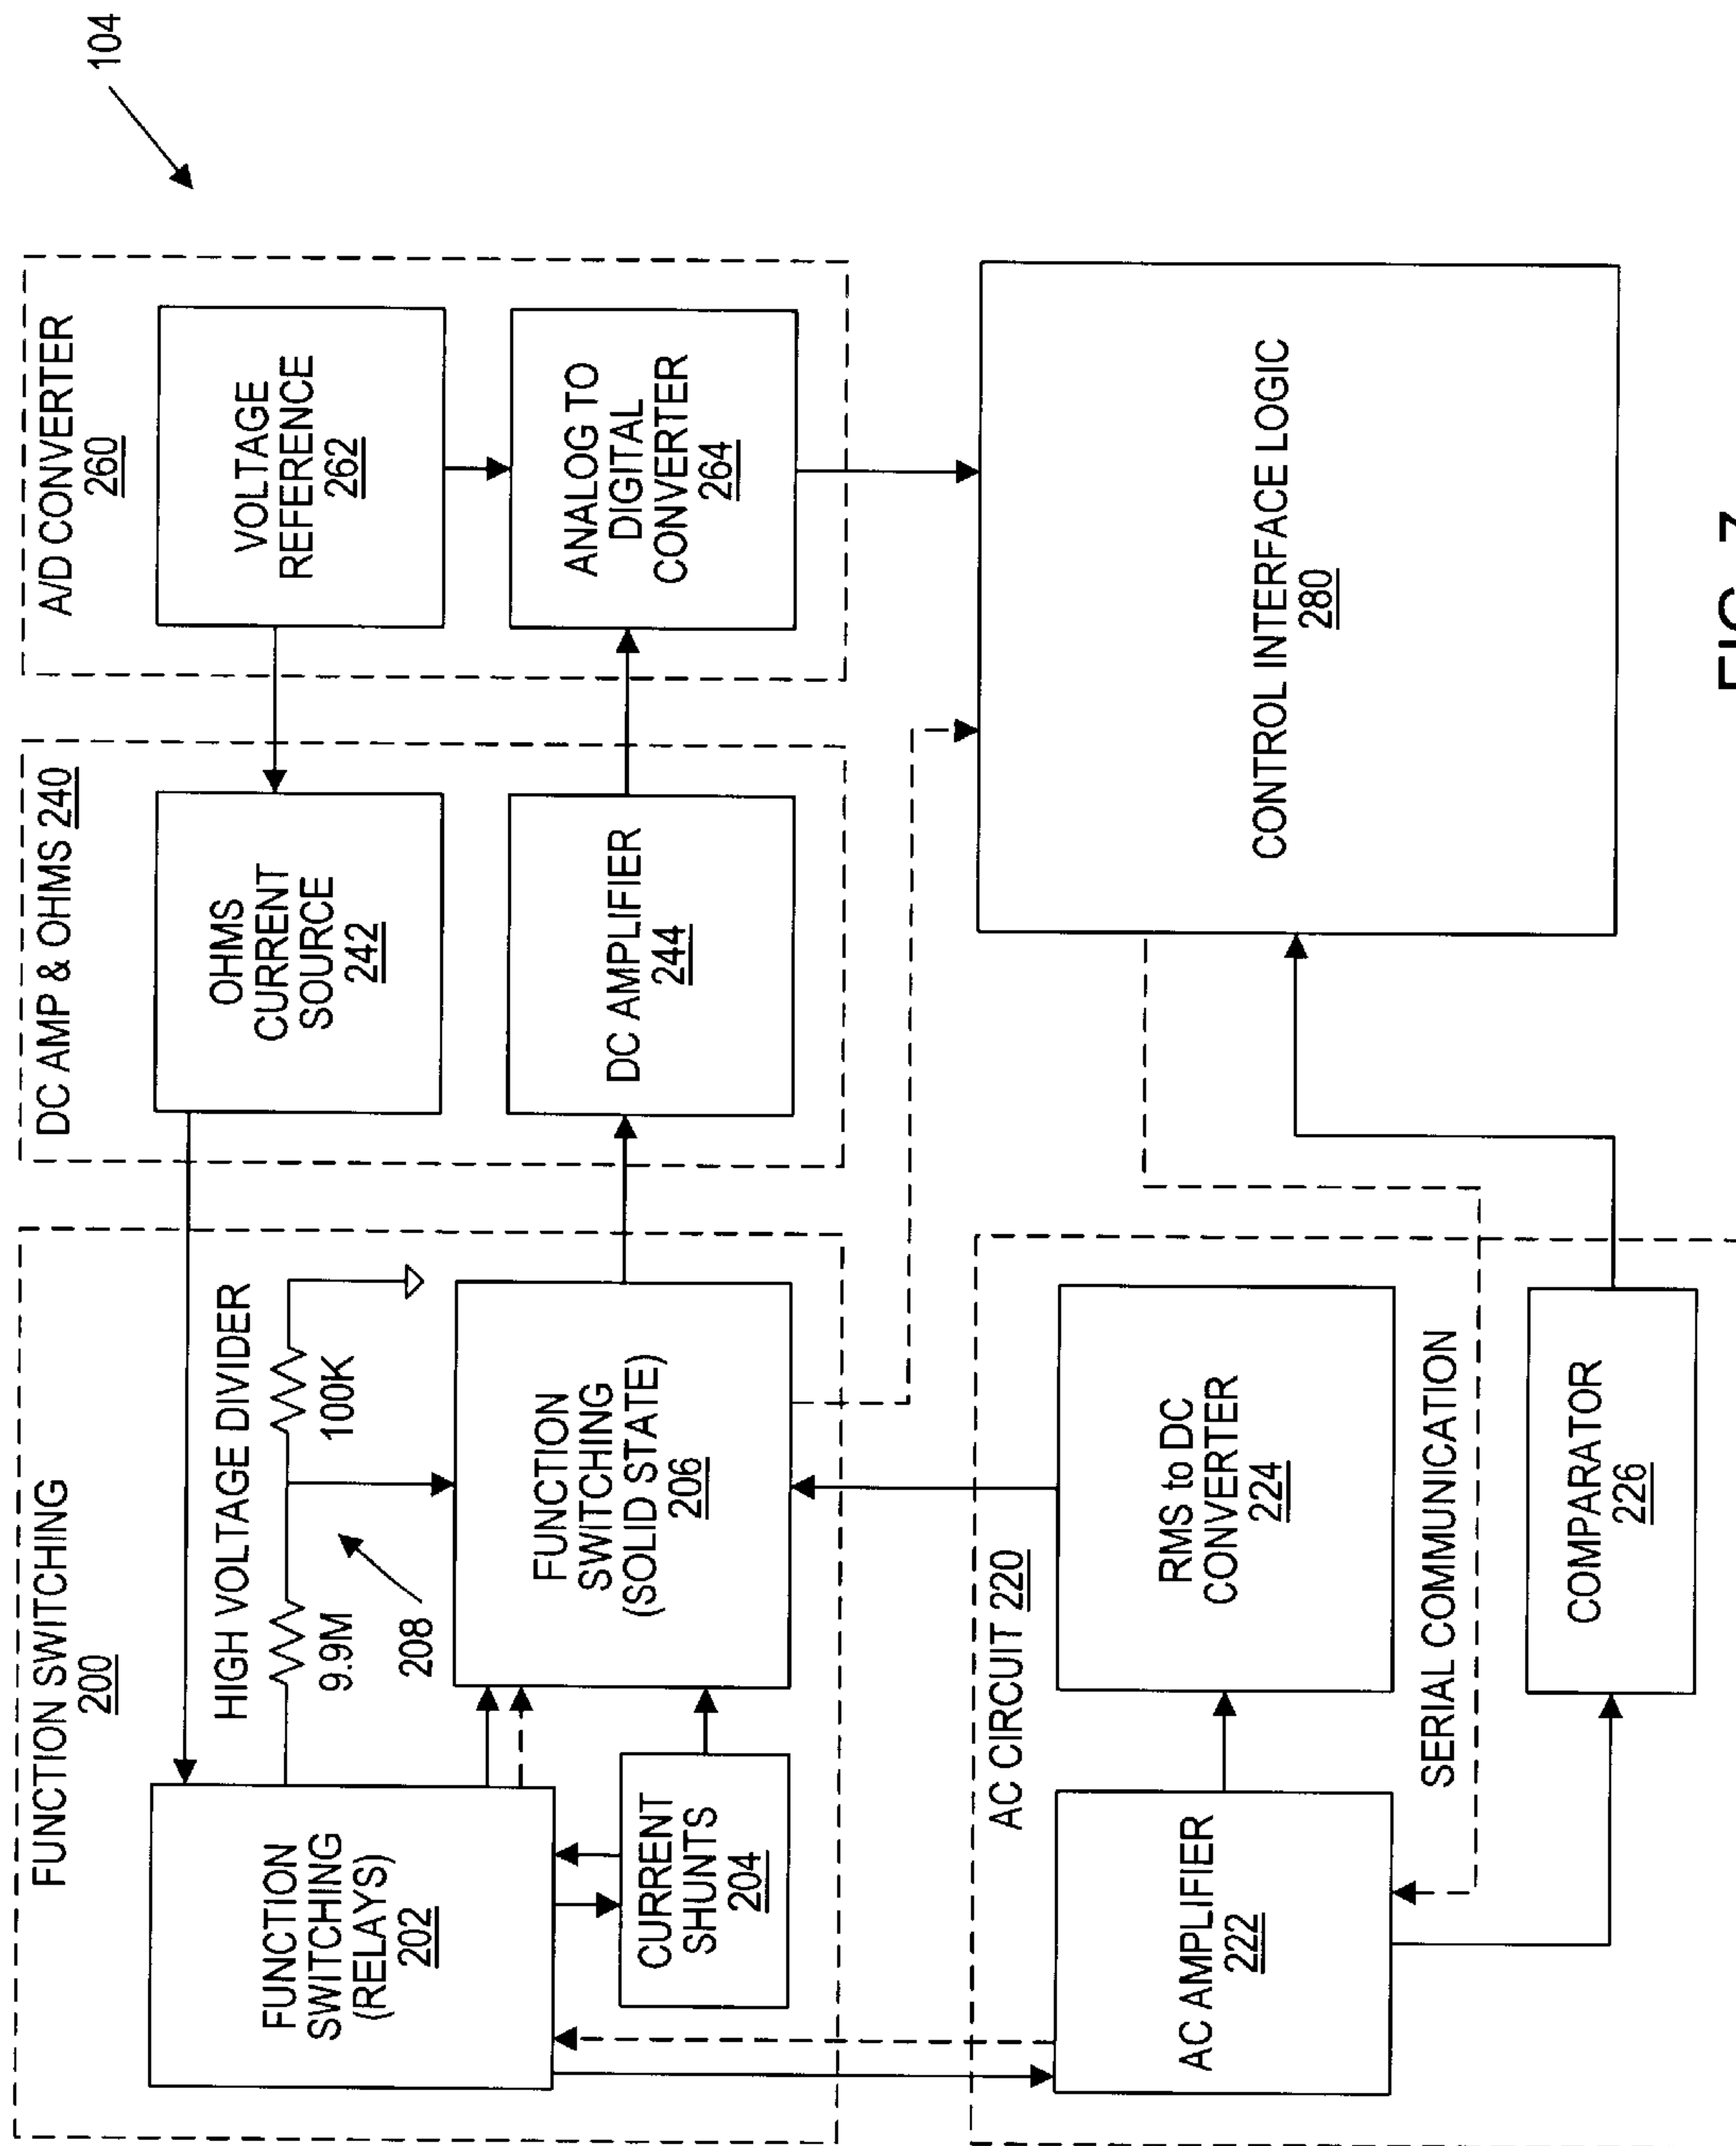 104
FUNCTION SWITCHING
200
DC AMP & OHMS 240
A/D CONVERTER
260
HIGH VOLTAGE DIVIDER
9.9M
100K
208
FUNCTION
SWITCHING
(RELAYS)
202
OHMS
CURRENT
SOURCE
242
VOLTAGE
REFERENCE
262
FUNCTION
SWITCHING
(SOLID STATE)
206
DC AMPLIFIER
244
ANALOG TO
DIGITAL
CONVERTER
264
CURRENT
SHUNTS
204
AC CIRCUIT 220
AC AMPLIFIER
222
RMS to DC
CONVERTER
224
CONTROL INTERFACE LOGIC
280
SERIAL COMMUNICATION
COMPARATOR
226